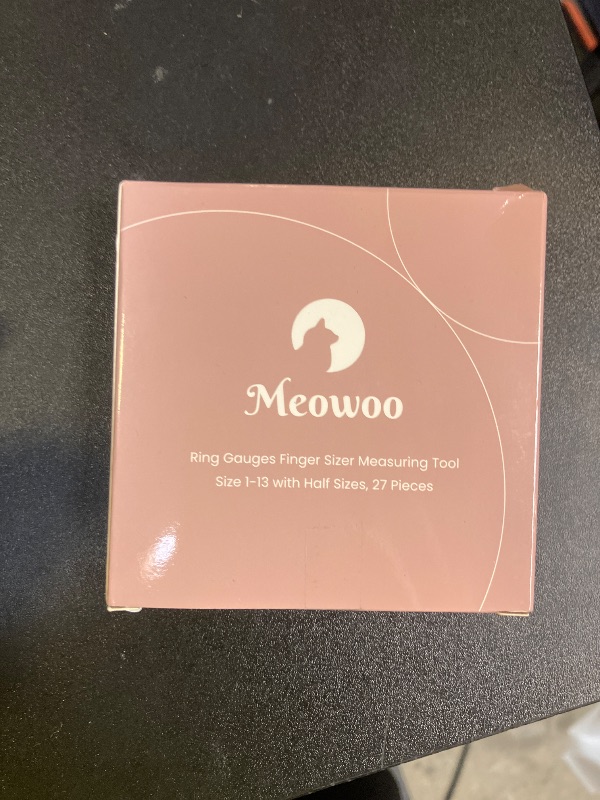 Meowoo
Ring Gauges Finger Sizer Measuring Tool
Size 1-13 with Half Sizes, 27 Pieces